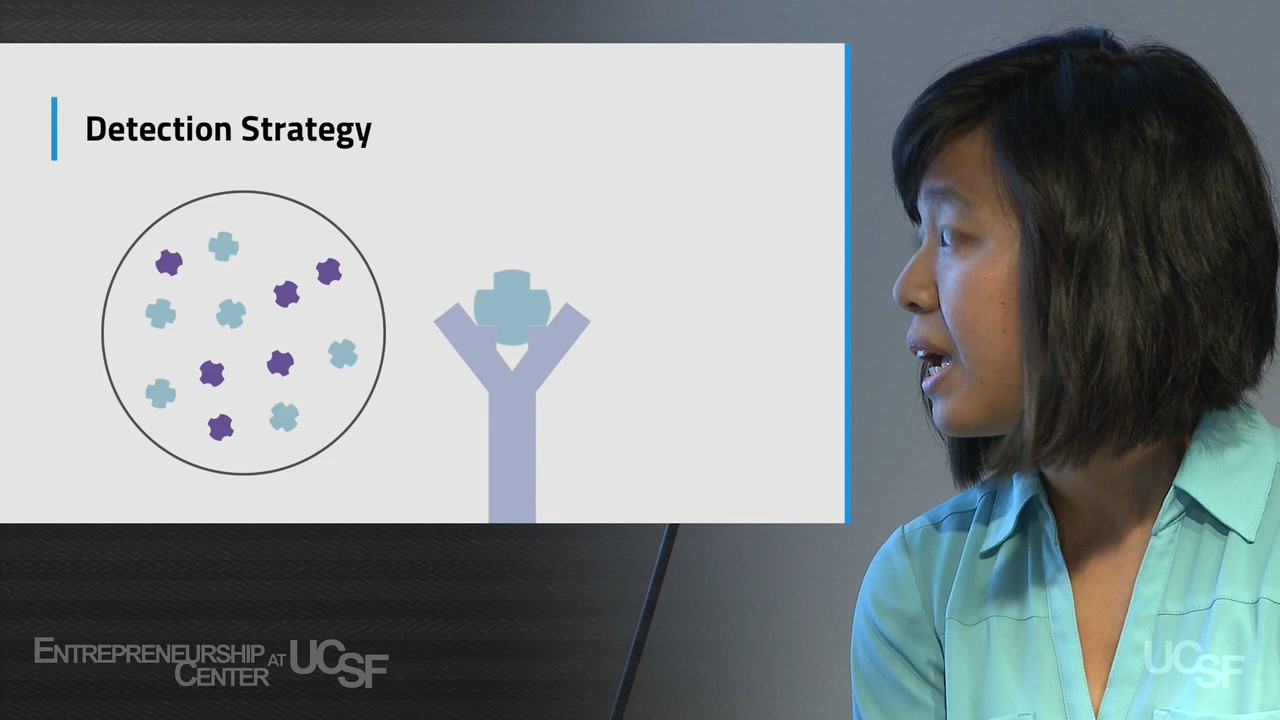 Detection Strategy
ENTREPRENEURSHIP
CENTER AT UCSF
UCSF